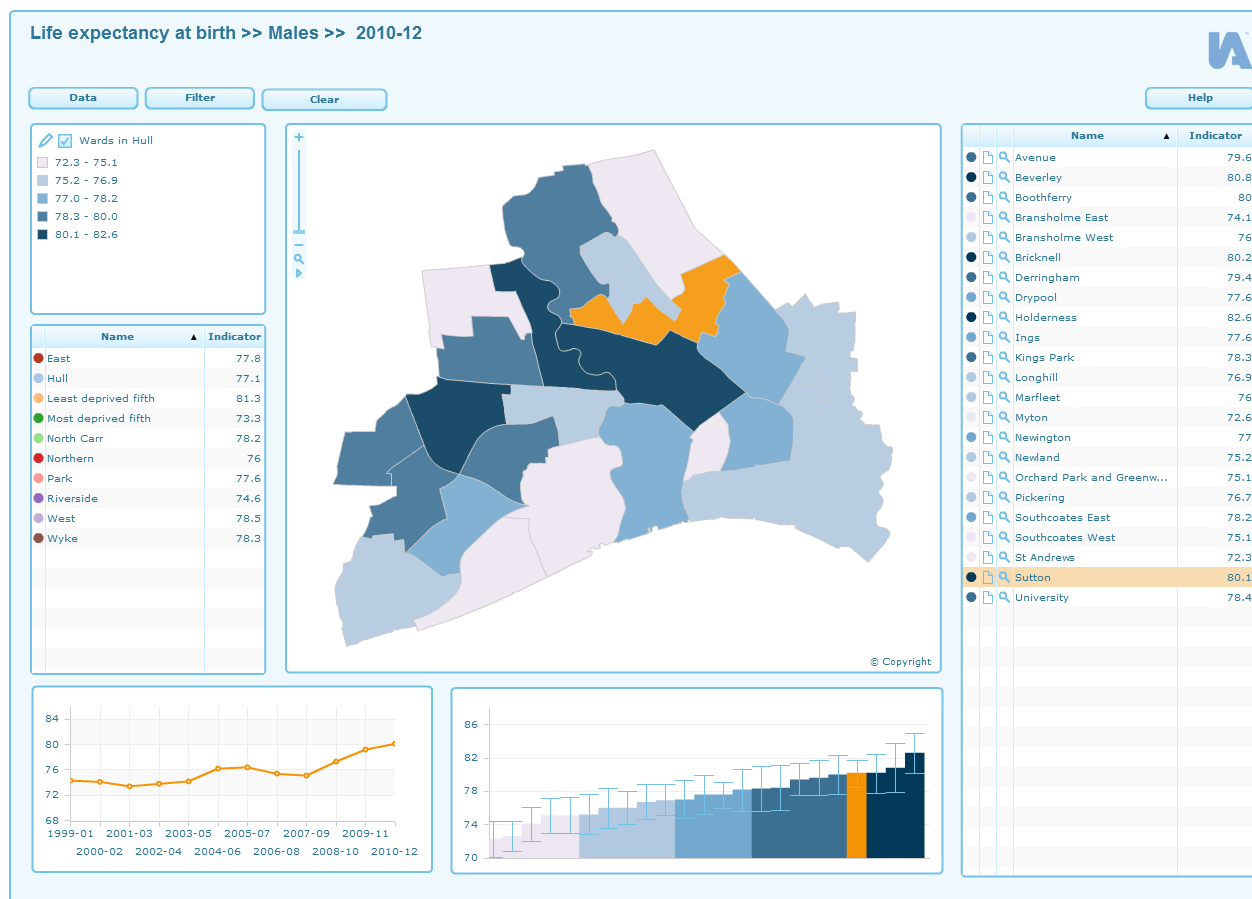 Life expectancy at birth >> Males >> 2010-12
IA
Data
Filter
Clear
Help
Wards in Hull
72.3 - 75.1
75.2 - 76.9
77.0 - 78.2
78.3 - 80.0
80.1 - 82.6
Name ▲ Indicator
East 77.8
Hull 77.1
Least deprived fifth 81.3
Most deprived fifth 73.3
North Carr 78.2
Northern 76
Park 77.6
Riverside 74.6
West 78.5
Wyke 78.3
© Copyright
Name ▲ Indicator
Avenue 79.6
Beverley 80.8
Boothferry 80
Bransholme East 74.1
Bransholme West 76
Bricknell 80.2
Derringham 79.4
Drypool 77.6
Holderness 82.6
Ings 77.6
Kings Park 78.3
Longhill 76.9
Marfleet 76
Myton 72.6
Newington 77
Newland 75.2
Orchard Park and Greenw... 75.1
Pickering 76.7
Southcoates East 78.2
Southcoates West 75.1
St Andrews 72.3
Sutton 80.1
University 78.4
84
80
76
72
68
1999-01 2001-03 2003-05 2005-07 2007-09 2009-11
2000-02 2002-04 2004-06 2006-08 2008-10 2010-12
86
82
78
74
70